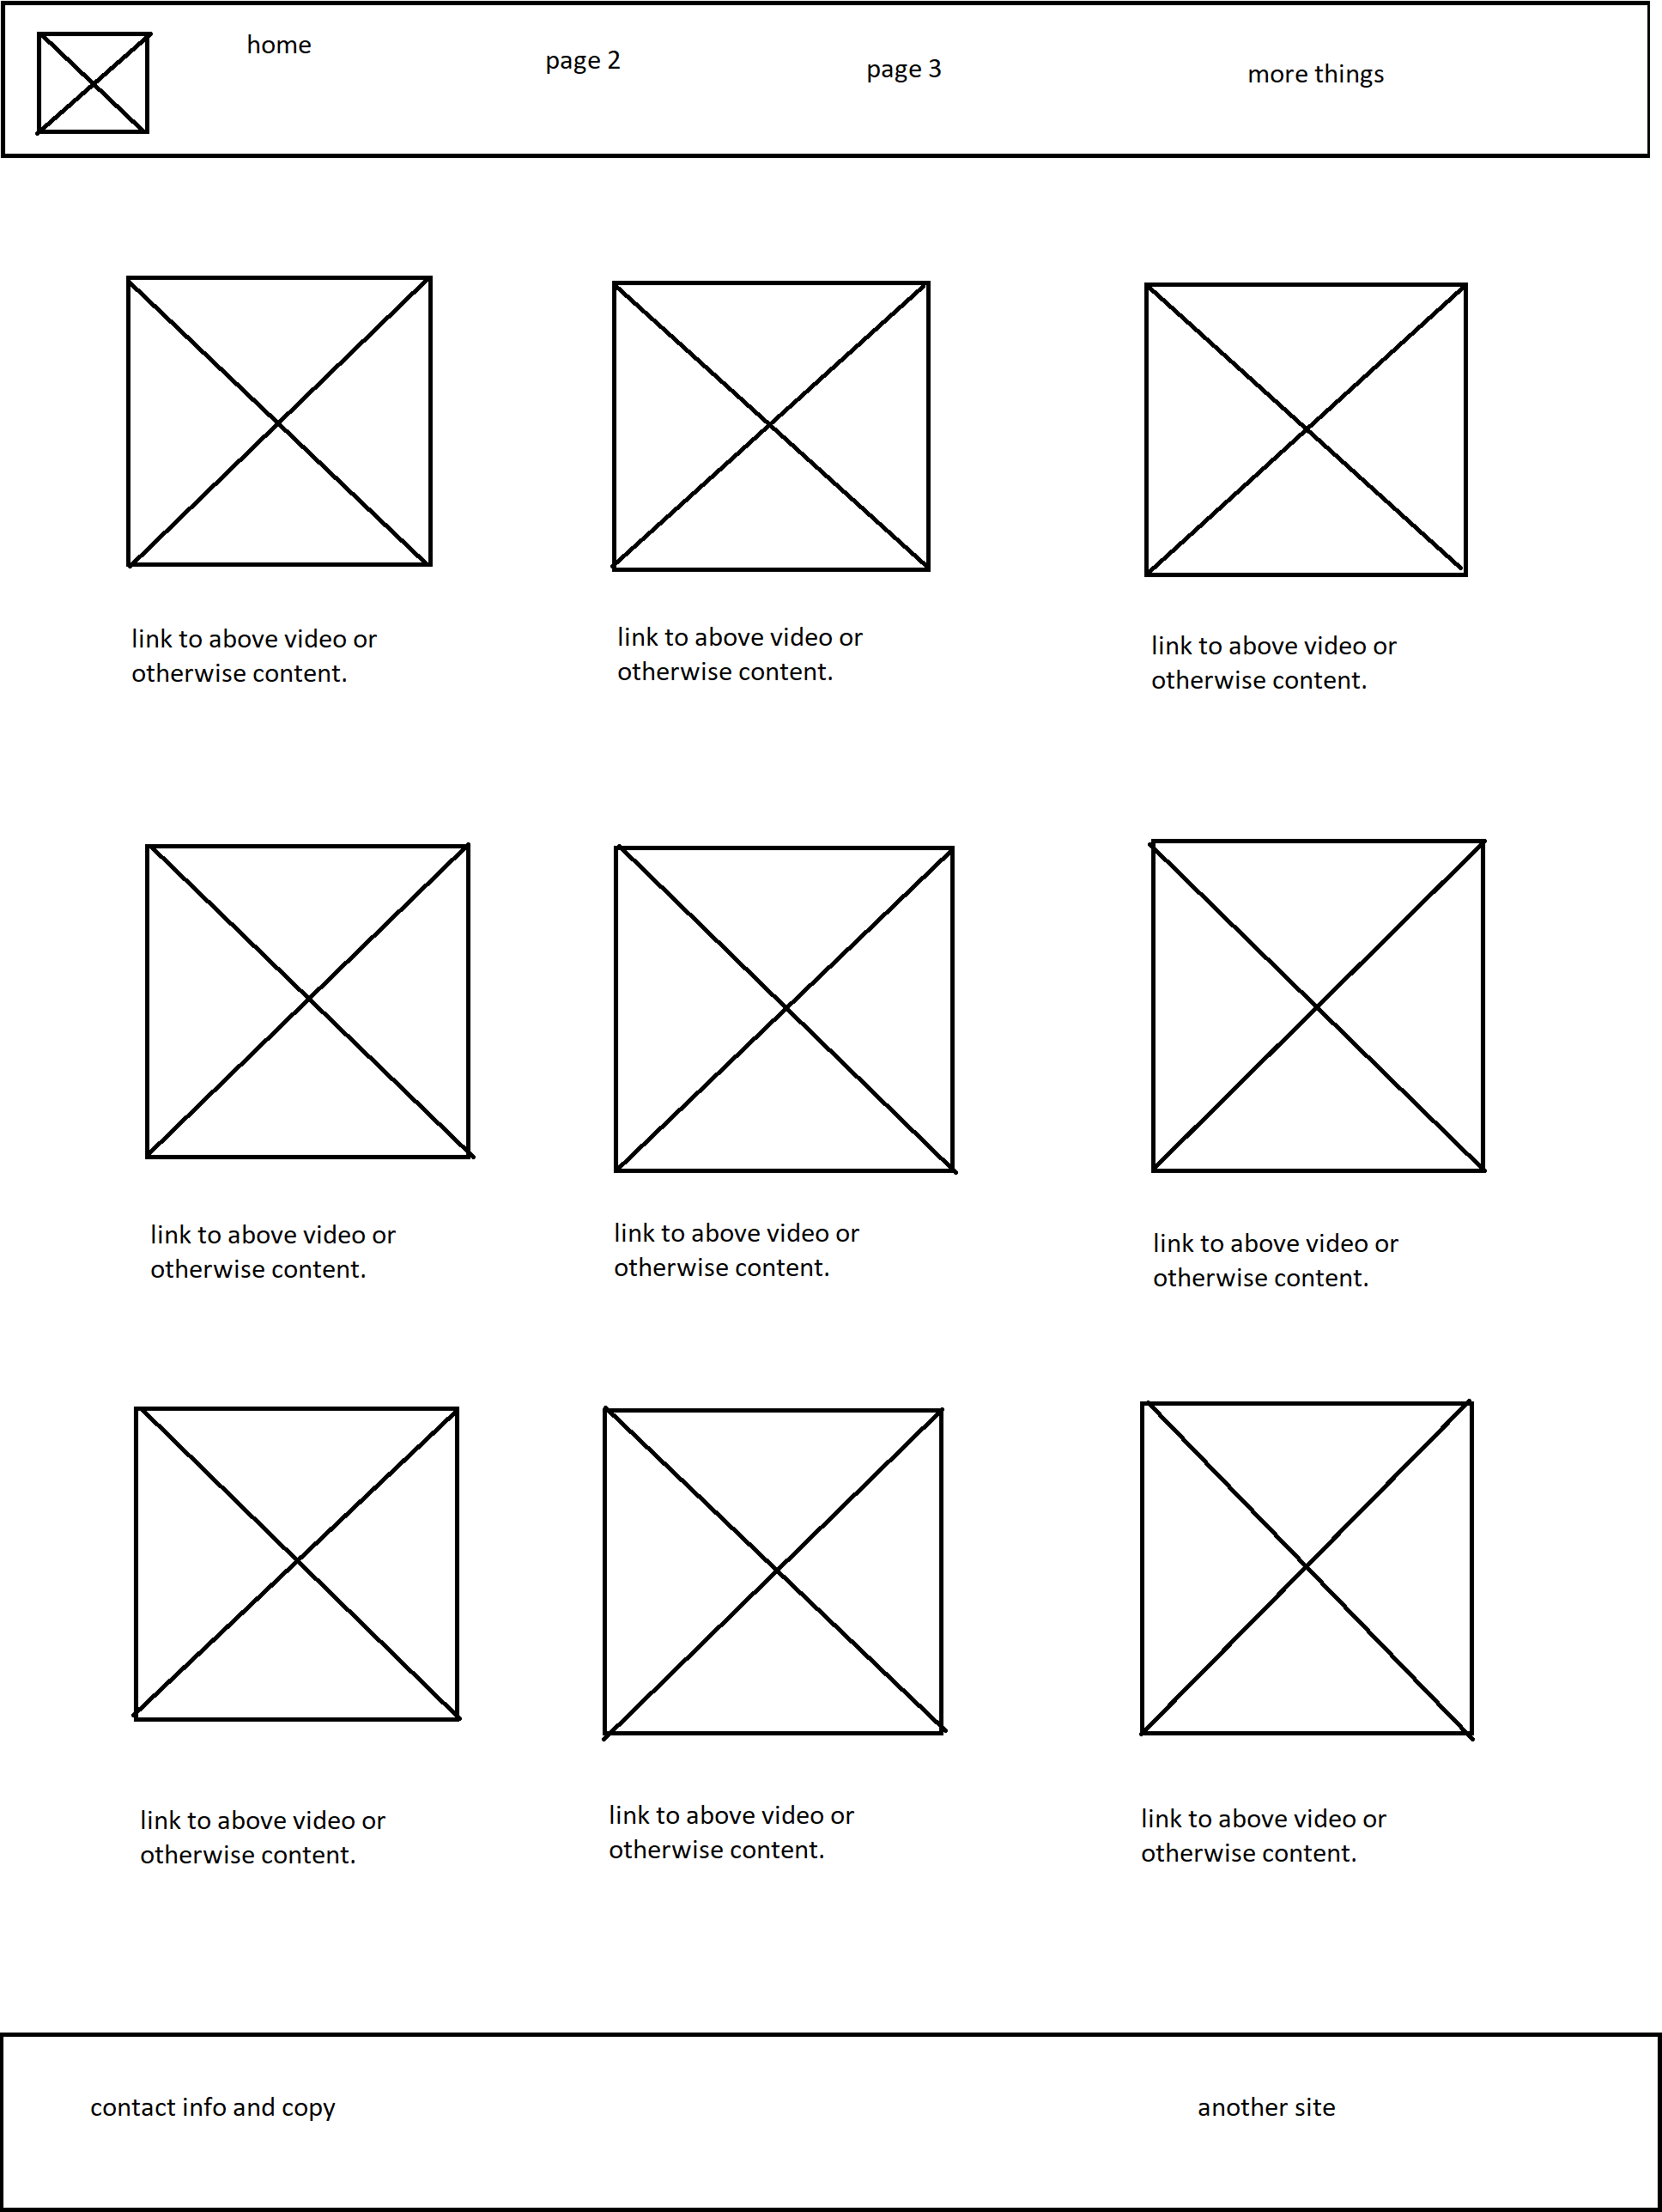 home
page 2
page 3
more things
link to above video or
otherwise content.
link to above video or
otherwise content.
link to above video or
otherwise content.
link to above video or
otherwise content.
link to above video or
otherwise content.
link to above video or
otherwise content.
link to above video or
otherwise content.
link to above video or
otherwise content.
link to above video or
otherwise content.
contact info and copy
another site